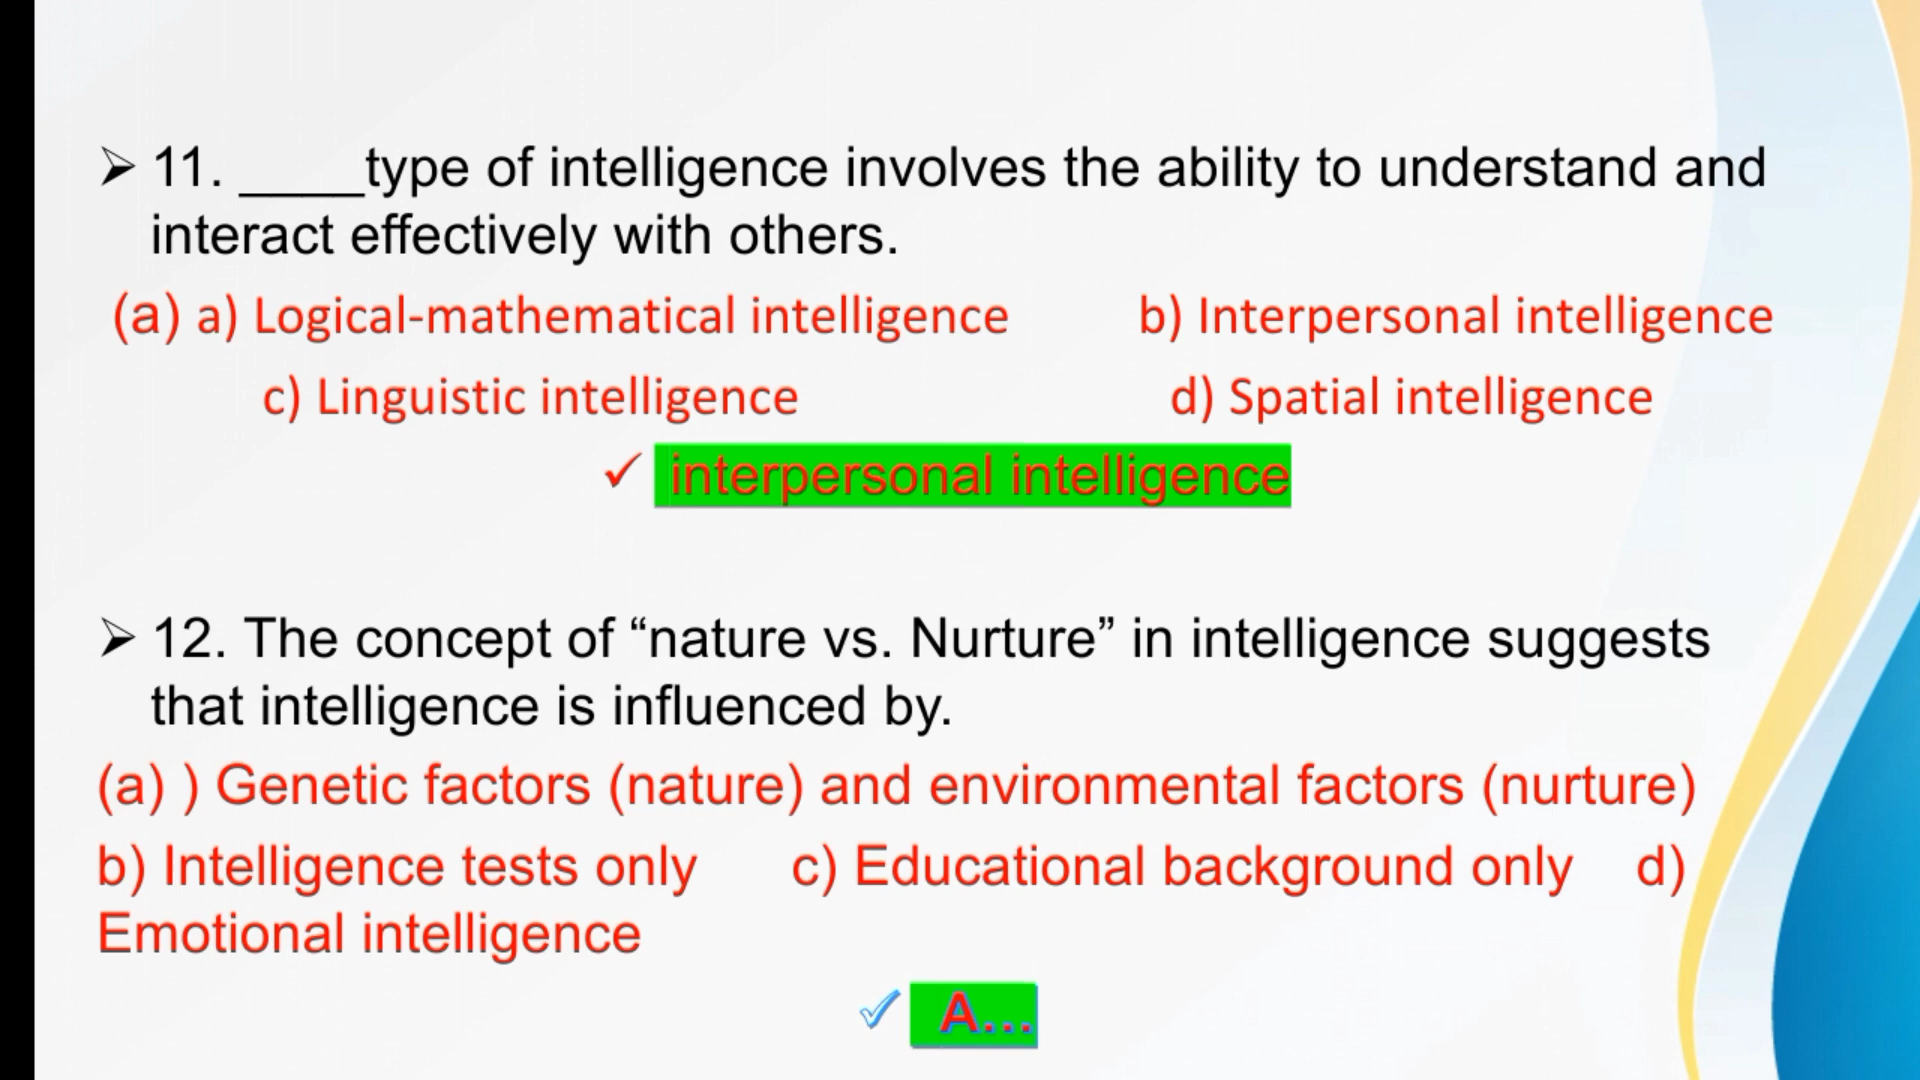 ➢ 11. ____type of intelligence involves the ability to understand and
interact effectively with others.
(a) a) Logical-mathematical intelligence b) Interpersonal intelligence
c) Linguistic intelligence d) Spatial intelligence
✓ interpersonal intelligence
➢ 12. The concept of “nature vs. Nurture” in intelligence suggests
that intelligence is influenced by.
(a) ) Genetic factors (nature) and environmental factors (nurture)
b) Intelligence tests only c) Educational background only d)
Emotional intelligence
✓ A...